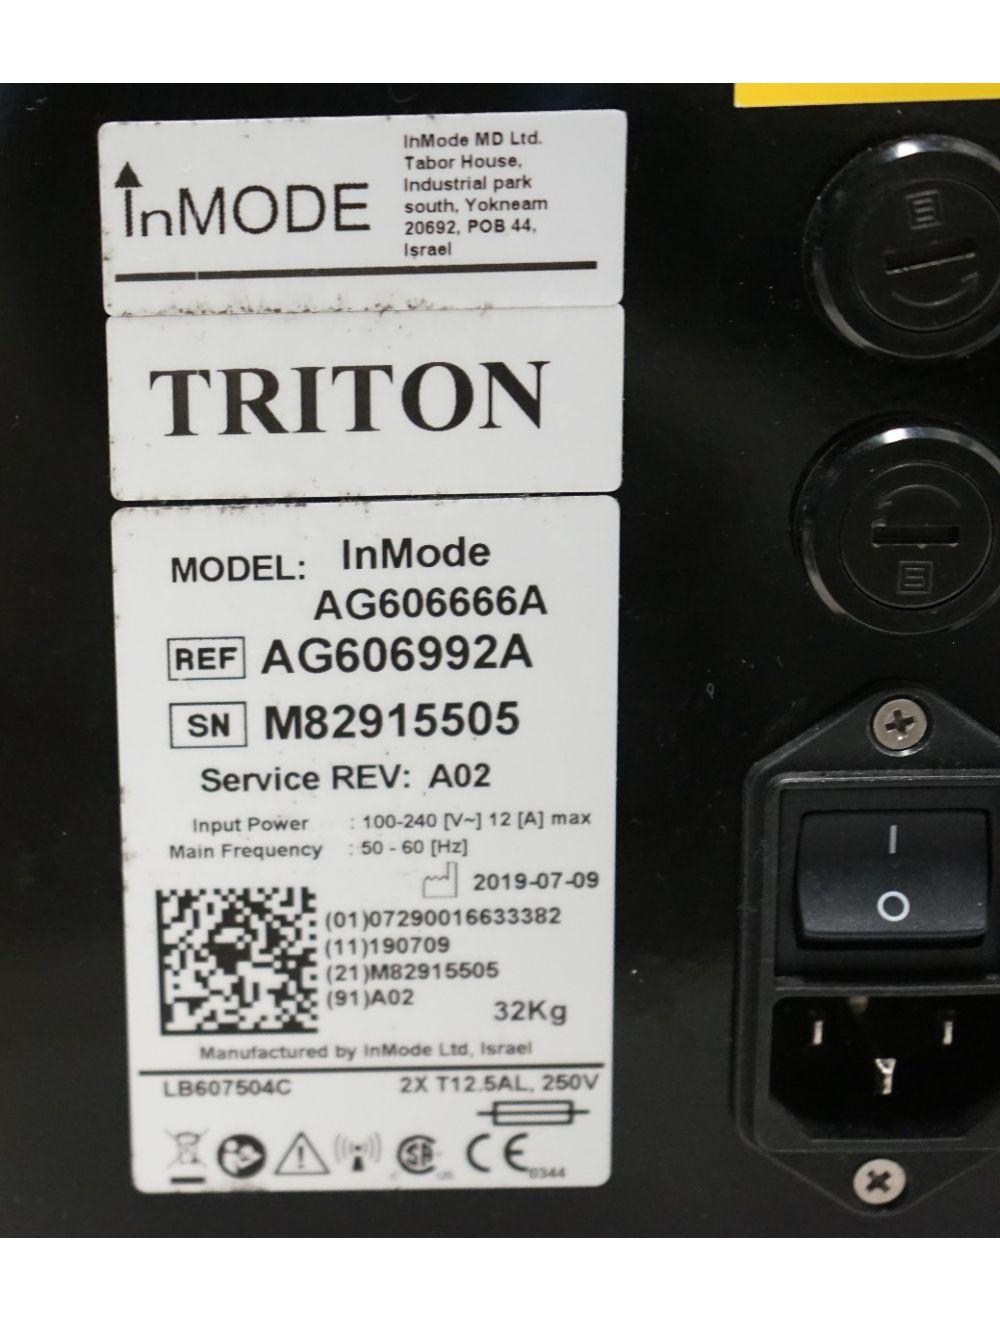 InMODE
InMode MD Ltd.
Tabor House,
Industrial park
south, Yokneam
20692, POB 44,
Israel
TRITON
MODEL: InMode
AG606666A
REF AG606992A
SN M82915505
Service REV: A02
Input Power : 100-240 [V~] 12 [A] max
Main Frequency : 50 - 60 [Hz]
2019-07-09
(01)07290016633382
(11)190709
(21)M82915505
(91)A02
32Kg
Manufactured by InMode Ltd, Israel
LB607504C 2X T12.5AL, 250V
C SA US CE 0344
I
O